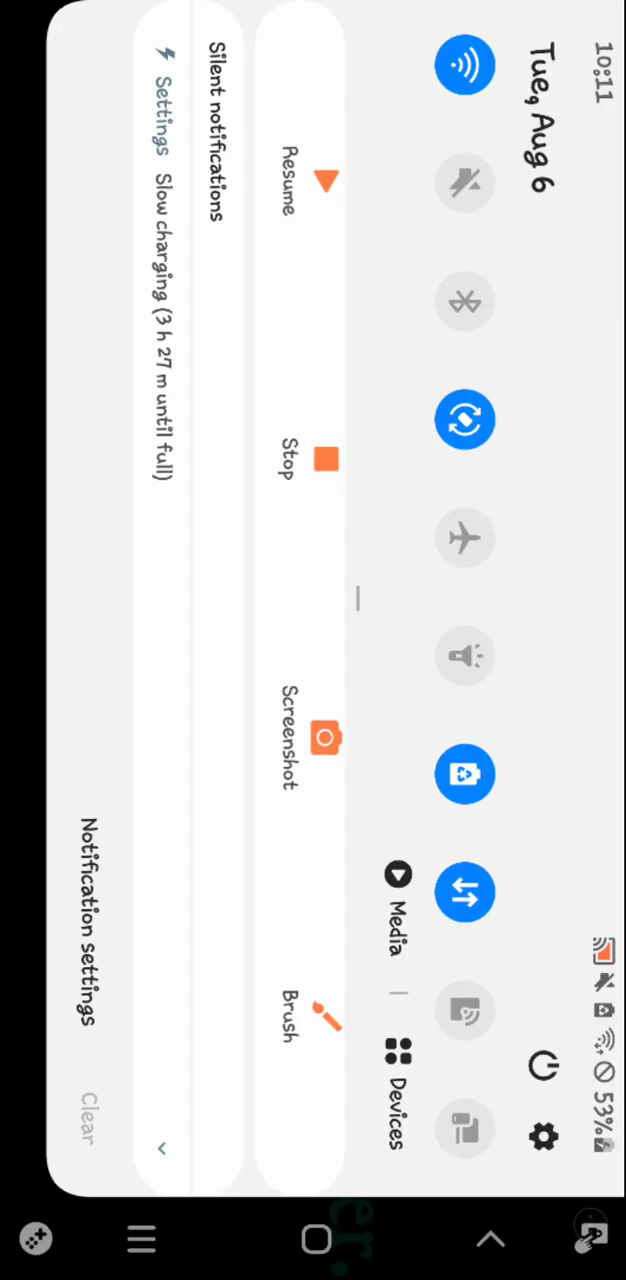 10:11
53%
Tue, Aug 6
Media | Devices
Resume
Stop
Screenshot
Brush
Silent notifications
Settings Slow charging (3 h 27 m until full)
Notification settings
Clear
er.